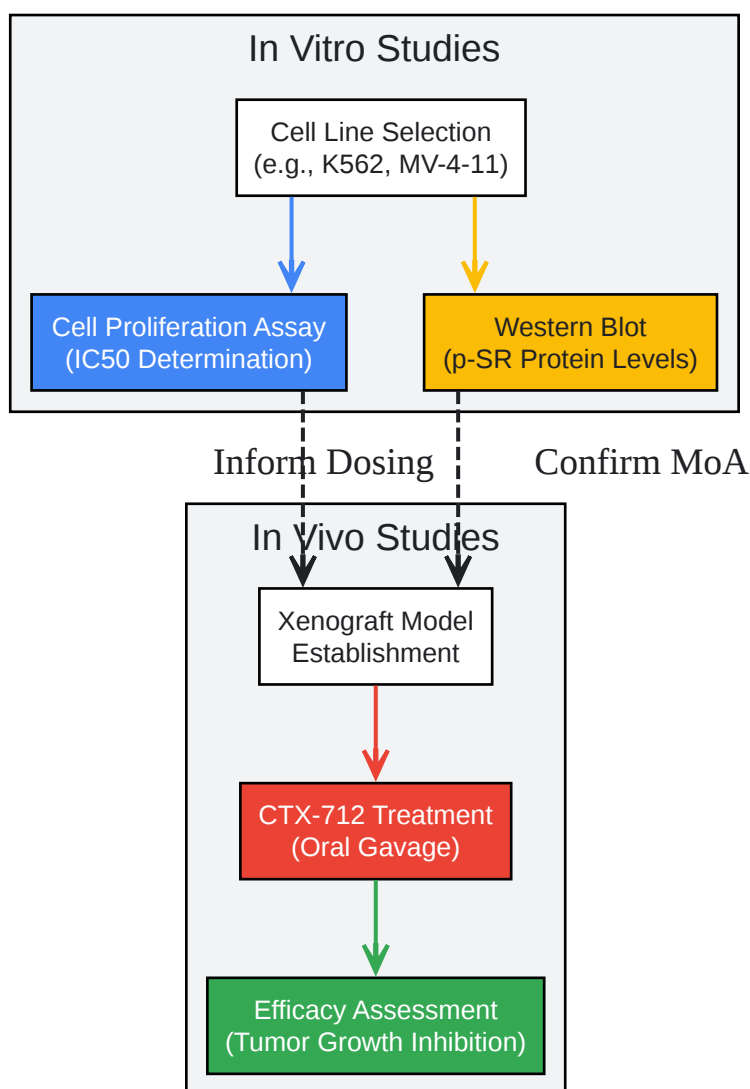 In Vitro Studies
Cell Line Selection
(e.g., K562, MV-4-11)
Cell Proliferation Assay
(IC50 Determination)
Western Blot
(p-SR Protein Levels)
Inform Dosing
Confirm MoA
In Vivo Studies
Xenograft Model
Establishment
CTX-712 Treatment
(Oral Gavage)
Efficacy Assessment
(Tumor Growth Inhibition)